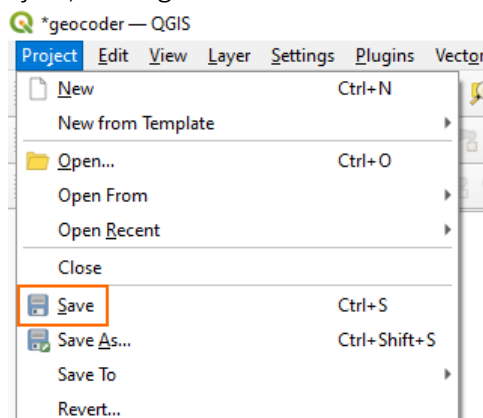 *geocoder — QGIS
Project Edit View Layer Settings Plugins
New Ctrl+N
New from Template
Open... Ctrl+O
Open From
Open Recent
Close
Save Ctrl+S
Save As... Ctrl+Shift+S
Save To
Revert...